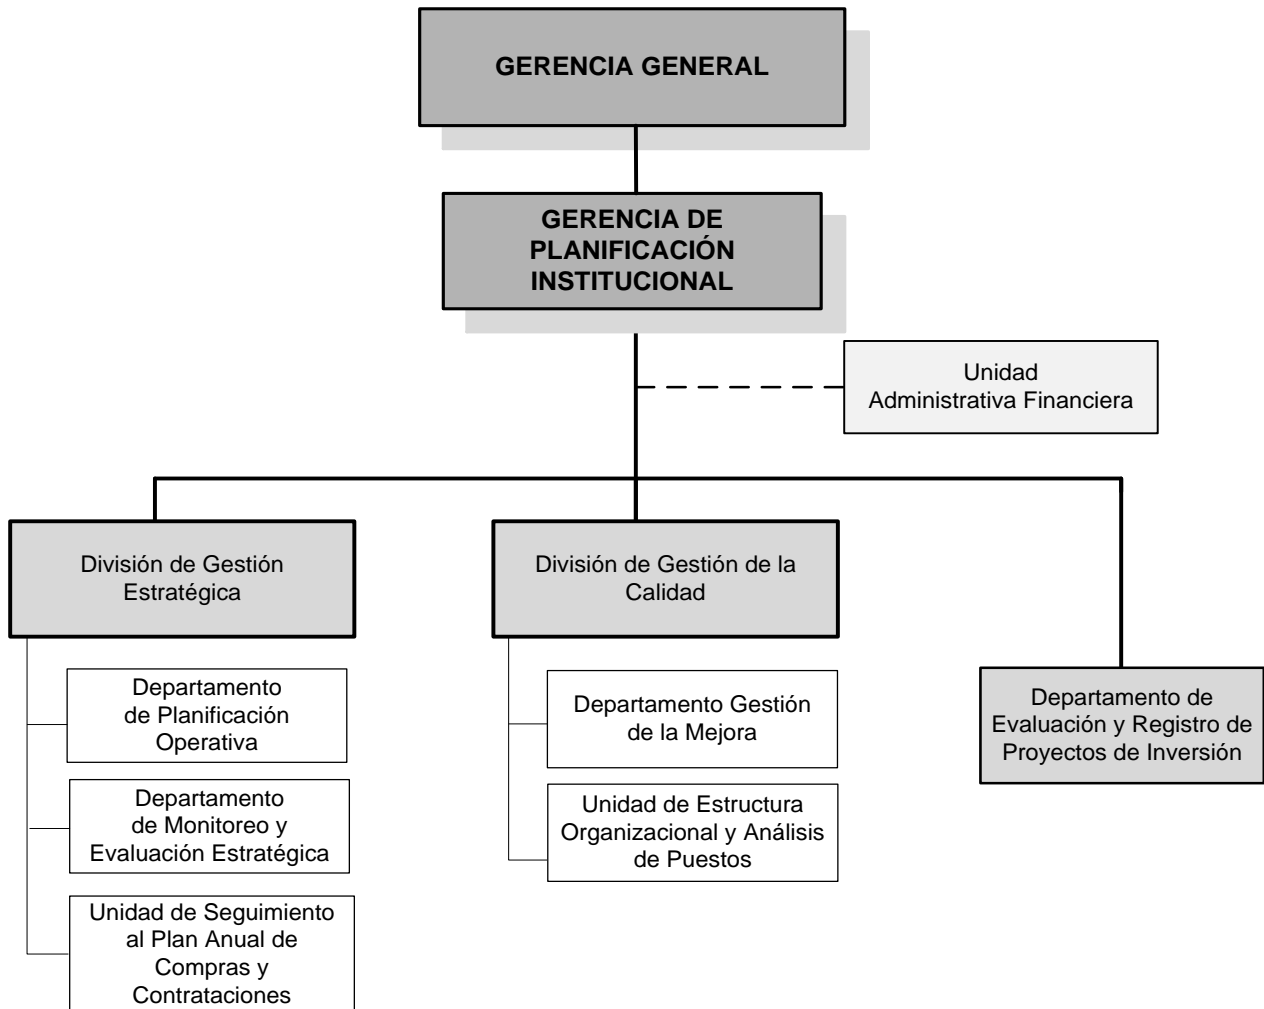 GERENCIA GENERAL
GERENCIA DE
PLANIFICACIÓN
INSTITUCIONAL
Unidad
Administrativa Financiera
División de Gestión
Estratégica
División de Gestión de la
Calidad
Departamento
de Planificación
Operativa
Departamento
de Monitoreo y
Evaluación Estratégica
Unidad de Seguimiento
al Plan Anual de
Compras y
Contrataciones
Departamento Gestión
de la Mejora
Unidad de Estructura
Organizacional y Análisis
de Puestos
Departamento de
Evaluación y Registro de
Proyectos de Inversión